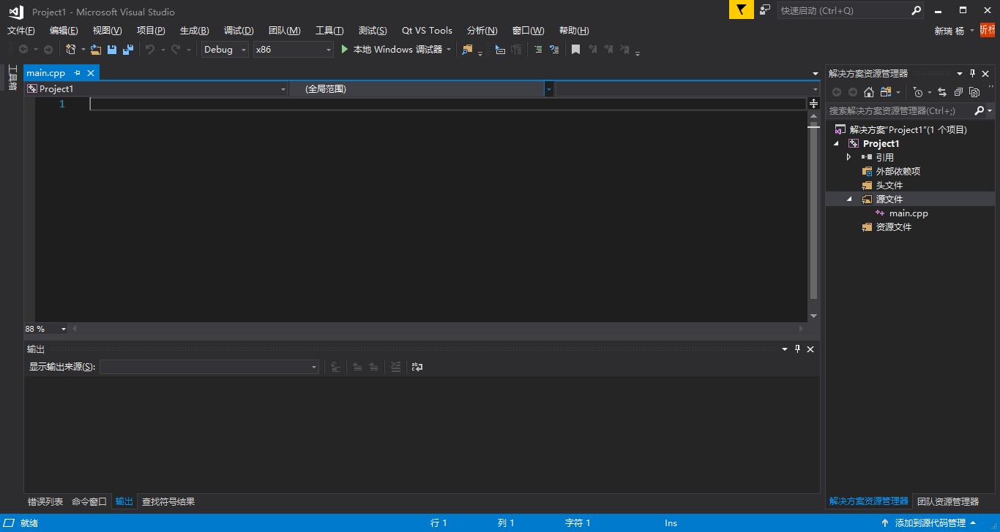 Project1 - Microsoft Visual Studio
快速启动 (Ctrl+Q)
文件(F) 编辑(E) 视图(V) 项目(P) 生成(B) 调试(D) 团队(M) 工具(T) 测试(S) Qt VS Tools 分析(N) 窗口(W) 帮助(H)
新瑞 杨
新杨
Debug x86 本地 Windows 调试器
工具箱
main.cpp
Project1 (全局范围)
1
88 %
输出
显示输出来源(S):
错误列表 命令窗口 输出 查找符号结果
解决方案资源管理器
搜索解决方案资源管理器(Ctrl+;)
解决方案"Project1"(1 个项目)
Project1
引用
外部依赖项
头文件
源文件
main.cpp
资源文件
解决方案资源管理器 团队资源管理器
就绪 行 1 列 1 字符 1 Ins 添加到源代码管理